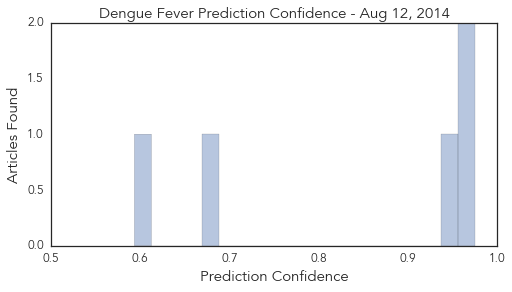 Dengue Fever Prediction Confidence - Aug 12, 2014
2.0
1.5
1.0
0.5
0.0
Articles Found
0.5 0.6 0.7 0.8 0.9 1.0
Prediction Confidence